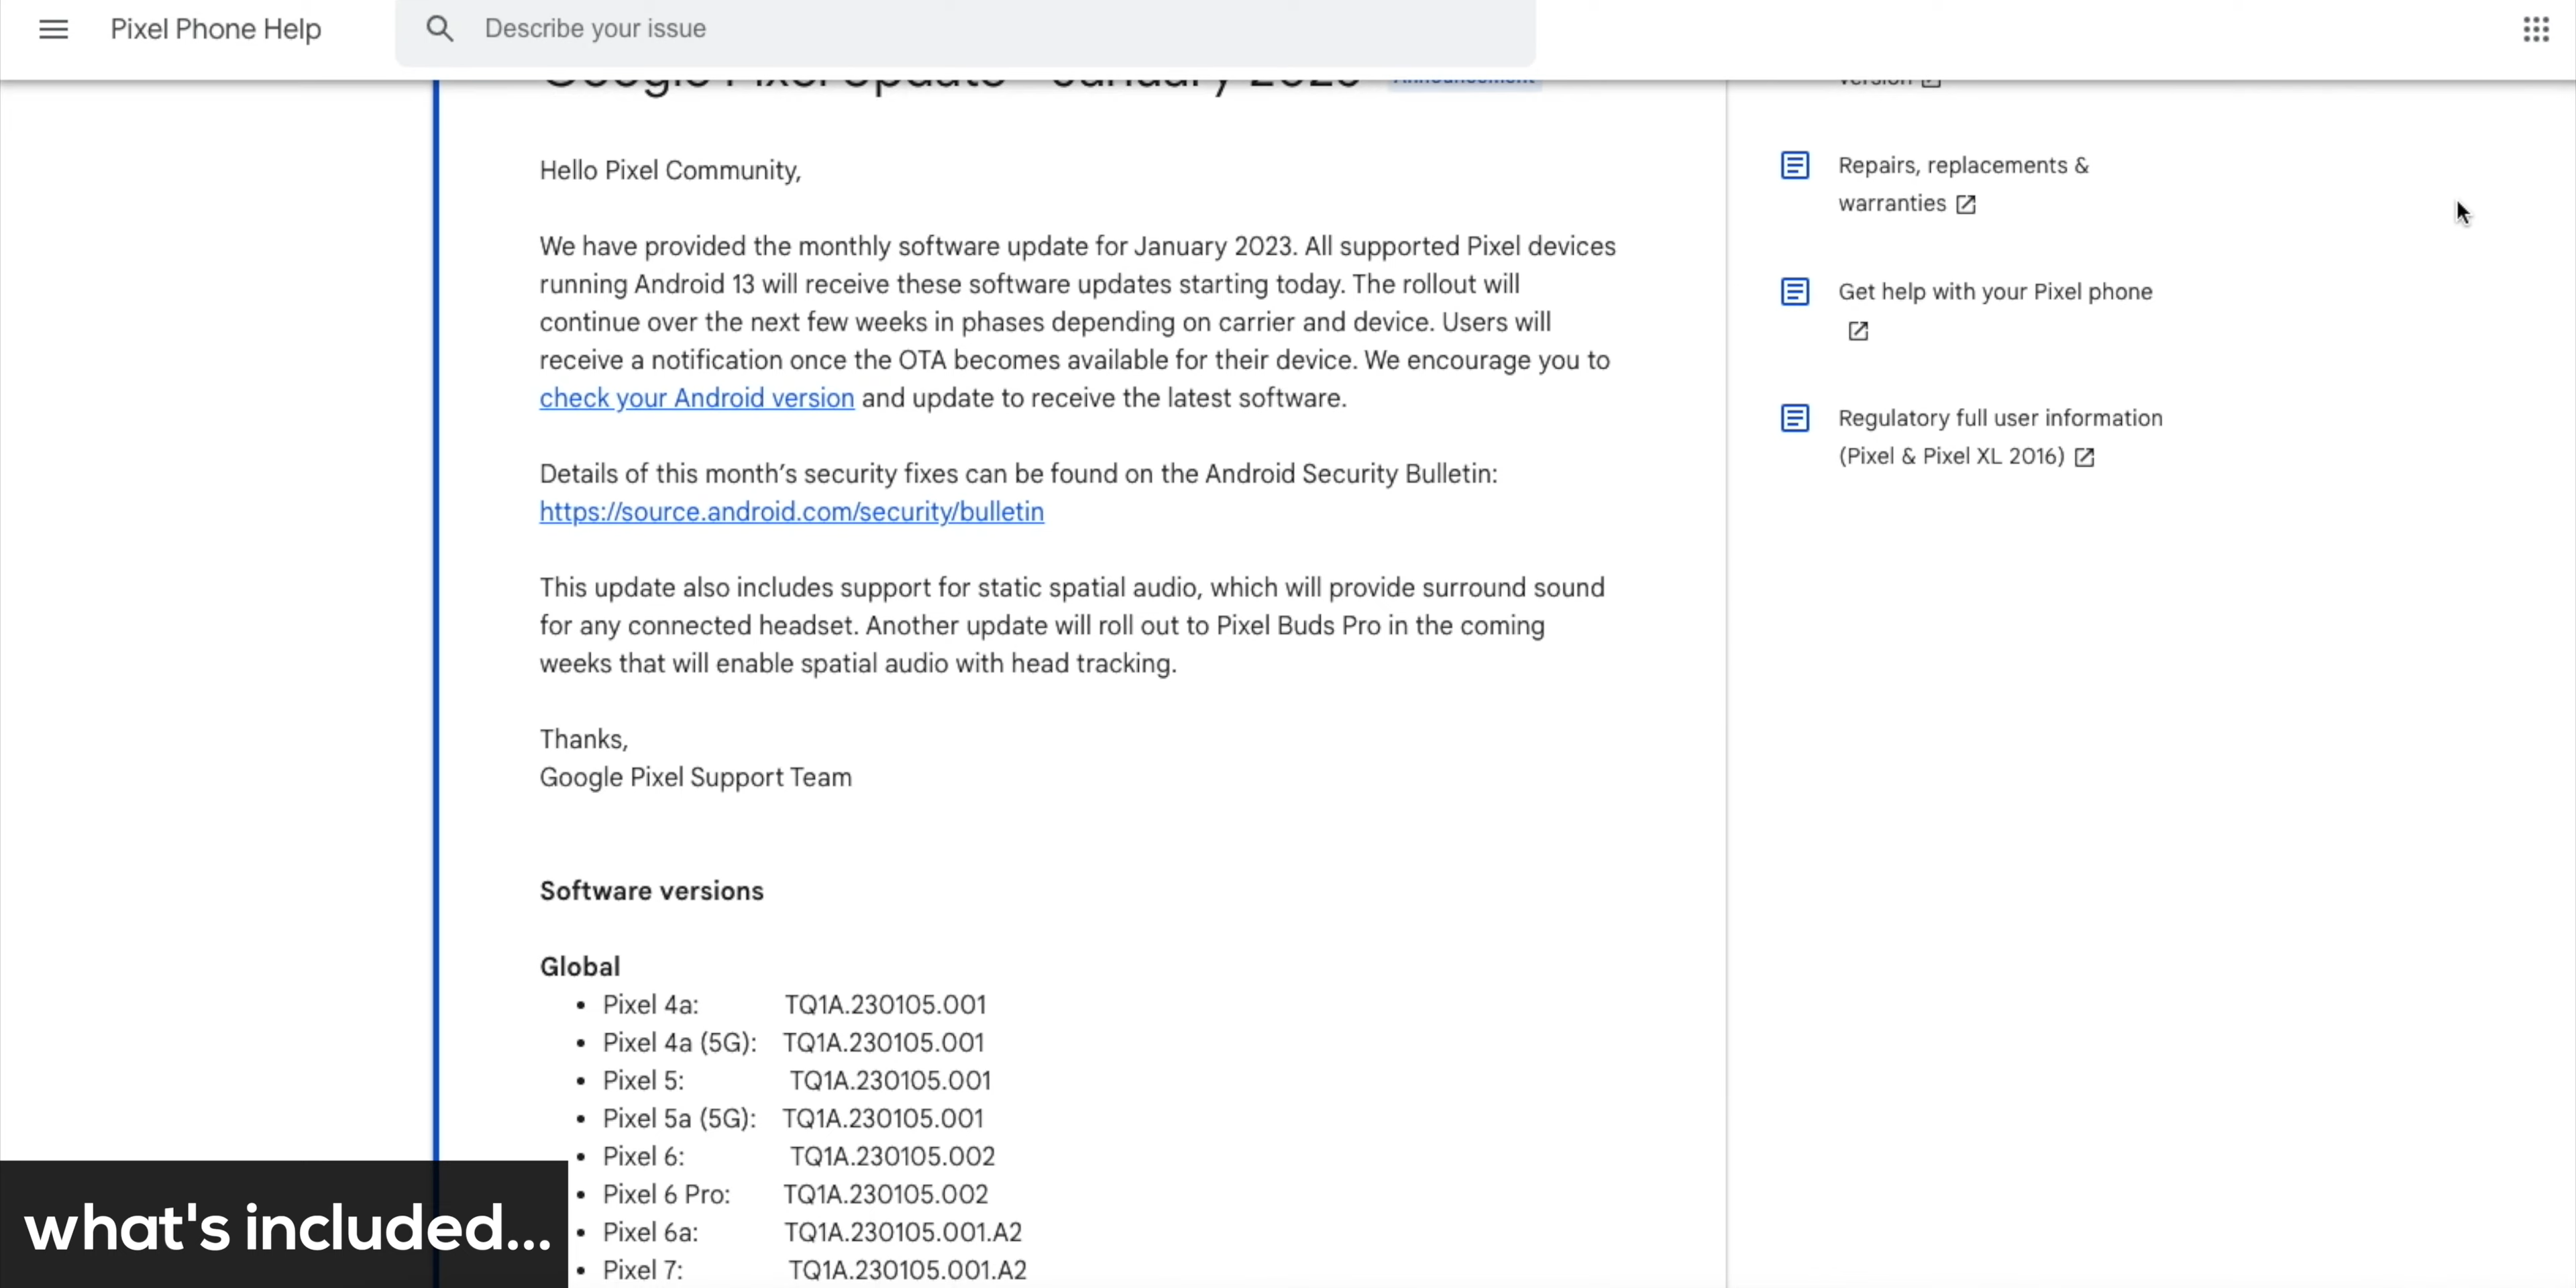 Pixel Phone Help
Describe your issue
Google Pixel Update - January 2023 Announcement
Hello Pixel Community,
We have provided the monthly software update for January 2023. All supported Pixel devices
running Android 13 will receive these software updates starting today. The rollout will
continue over the next few weeks in phases depending on carrier and device. Users will
receive a notification once the OTA becomes available for their device. We encourage you to
check your Android version and update to receive the latest software.
Details of this month's security fixes can be found on the Android Security Bulletin:
https://source.android.com/security/bulletin
This update also includes support for static spatial audio, which will provide surround sound
for any connected headset. Another update will roll out to Pixel Buds Pro in the coming
weeks that will enable spatial audio with head tracking.
Thanks,
Google Pixel Support Team
Software versions
Global
• Pixel 4a: TQ1A.230105.001
• Pixel 4a (5G): TQ1A.230105.001
• Pixel 5: TQ1A.230105.001
• Pixel 5a (5G): TQ1A.230105.001
• Pixel 6: TQ1A.230105.002
• Pixel 6 Pro: TQ1A.230105.002
• Pixel 6a: TQ1A.230105.001.A2
• Pixel 7: TQ1A.230105.001.A2
version
Repairs, replacements &
warranties
Get help with your Pixel phone
Regulatory full user information
(Pixel & Pixel XL 2016)
what's included...